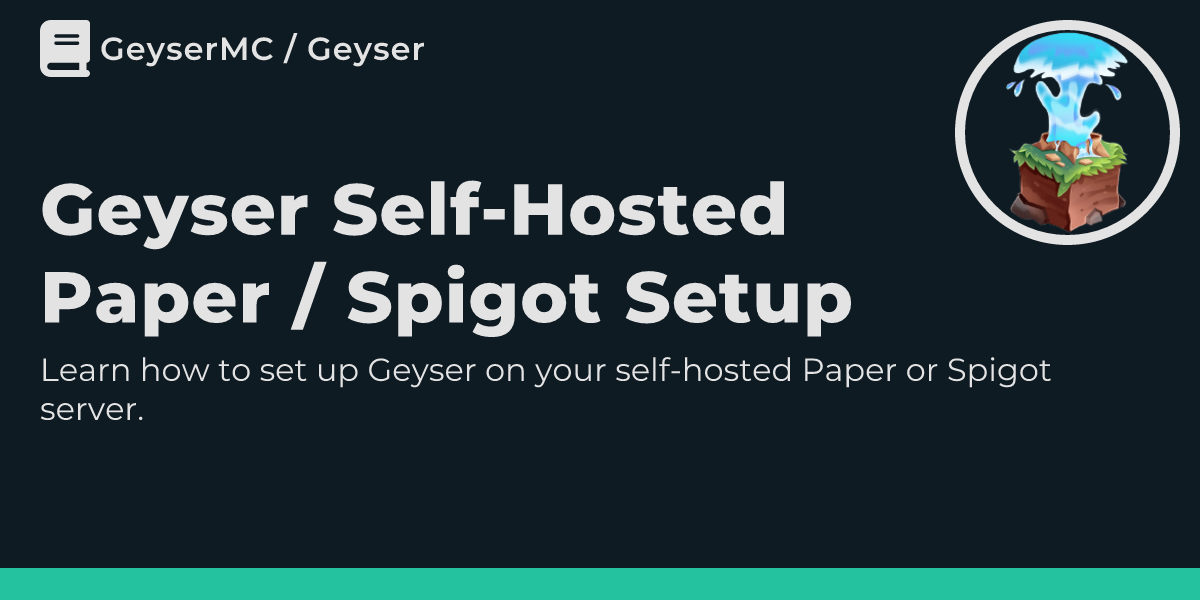 GeyserMC / Geyser
Geyser Self-Hosted
Paper / Spigot Setup
Learn how to set up Geyser on your self-hosted Paper or Spigot
server.